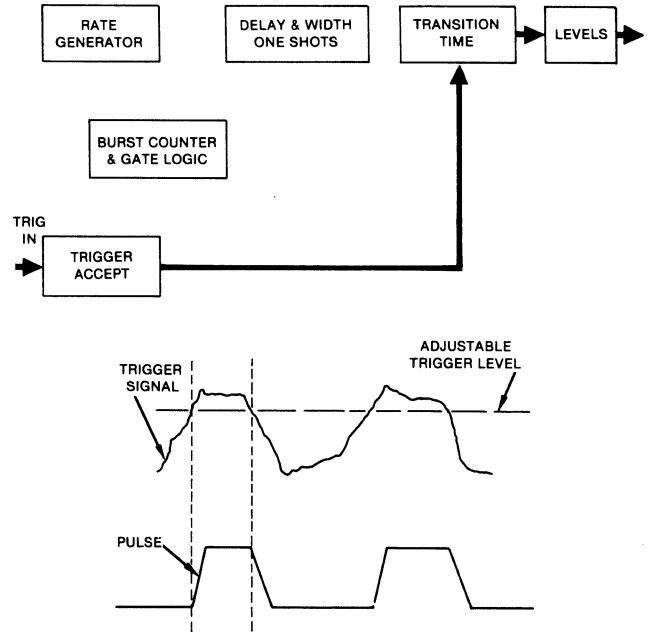 RATE
GENERATOR
DELAY & WIDTH
ONE SHOTS
TRANSITION
TIME
LEVELS
BURST COUNTER
& GATE LOGIC
TRIG
IN
TRIGGER
ACCEPT
ADJUSTABLE
TRIGGER LEVEL
TRIGGER
SIGNAL
PULSE